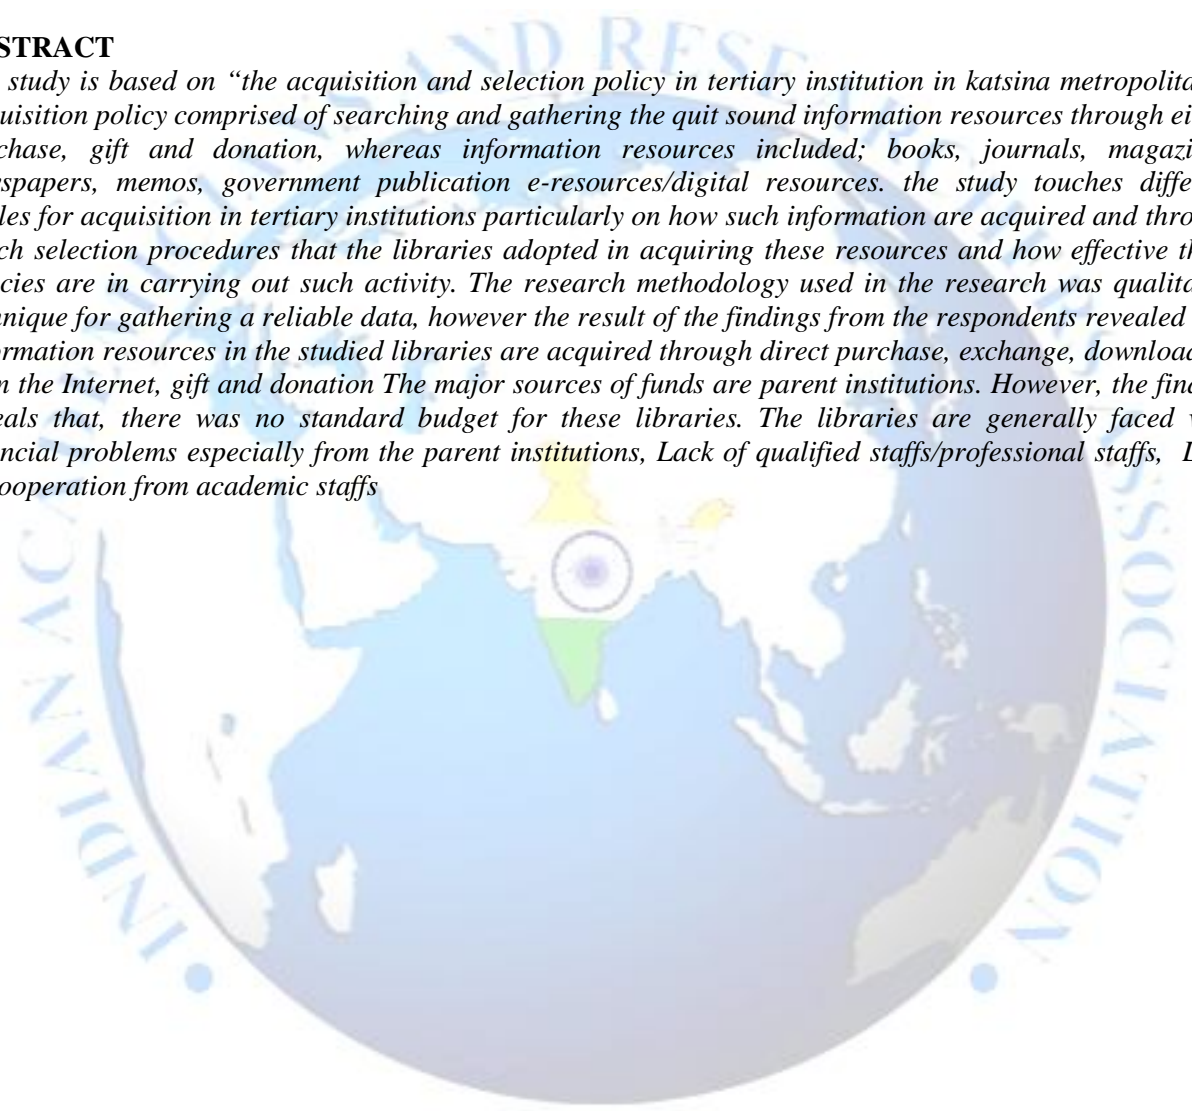 STRACT
study is based on “the acquisition and selection policy in tertiary institution in katsina metropolita
uisition policy comprised of searching and gathering the quit sound information resources through ei
chase, gift and donation, whereas information resources included; books, journals, magazi
spapers, memos, government publication e-resources/digital resources. the study touches diffe
les for acquisition in tertiary institutions particularly on how such information are acquired and thro
ch selection procedures that the libraries adopted in acquiring these resources and how effective th
cies are in carrying out such activity. The research methodology used in the research was qualita
nique for gathering a reliable data, however the result of the findings from the respondents revealed
ormation resources in the studied libraries are acquired through direct purchase, exchange, download
m the Internet, gift and donation The major sources of funds are parent institutions. However, the find
eals that, there was no standard budget for these libraries. The libraries are generally faced
ncial problems especially from the parent institutions, Lack of qualified staffs/professional staffs, L
ooperation from academic staffs
INDIAN ACADEMICIANS AND RESEARCHERS ASSOCIATION